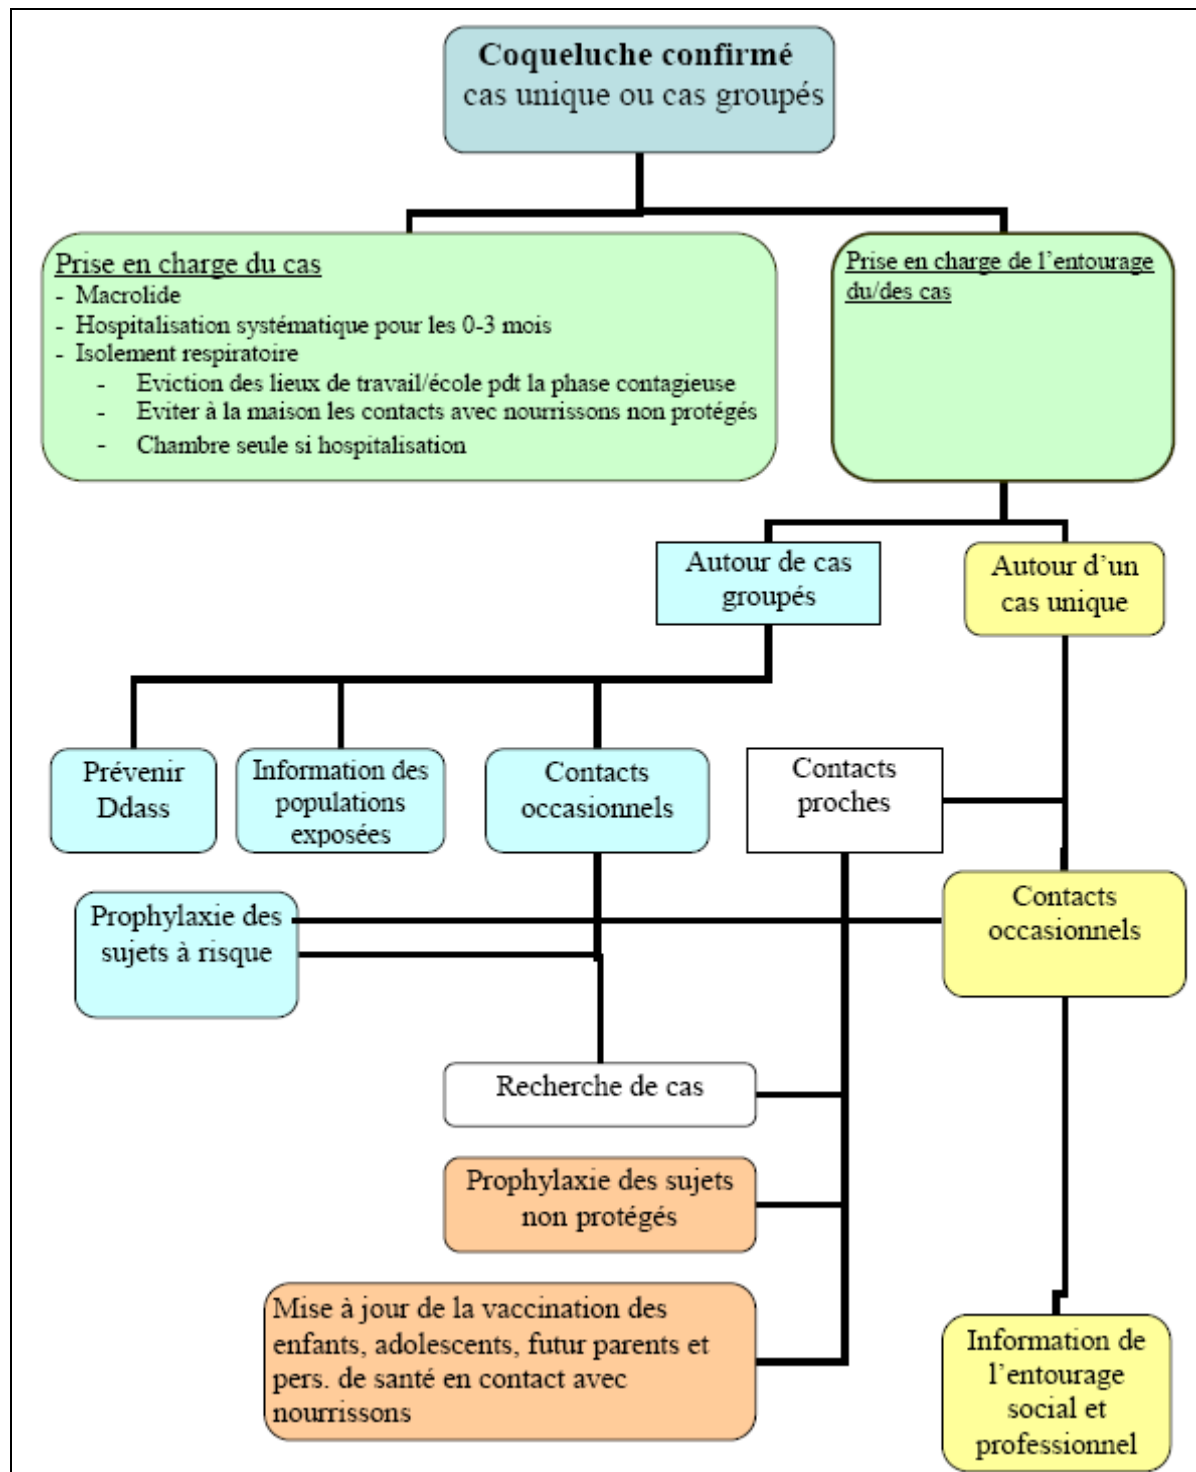 Coqueluche confirmé
cas unique ou cas groupés
Prise en charge du cas
- Macrolide
- Hospitalisation systématique pour les 0-3 mois
- Isolement respiratoire
- Eviction des lieux de travail/école pdt la phase contagieuse
- Eviter à la maison les contacts avec nourrissons non protégés
- Chambre seule si hospitalisation
Prise en charge de l'entourage
du/des cas
Autour de cas
groupés
Autour d'un
cas unique
Prévenir
Ddass
Information des
populations
exposées
Contacts
occasionnels
Contacts
proches
Prophylaxie des
sujets à risque
Contacts
occasionnels
Recherche de cas
Prophylaxie des sujets
non protégés
Mise à jour de la vaccination des
enfants, adolescents, futur parents et
pers. de santé en contact avec
nourrissons
Information de
l'entourage
social et
professionnel